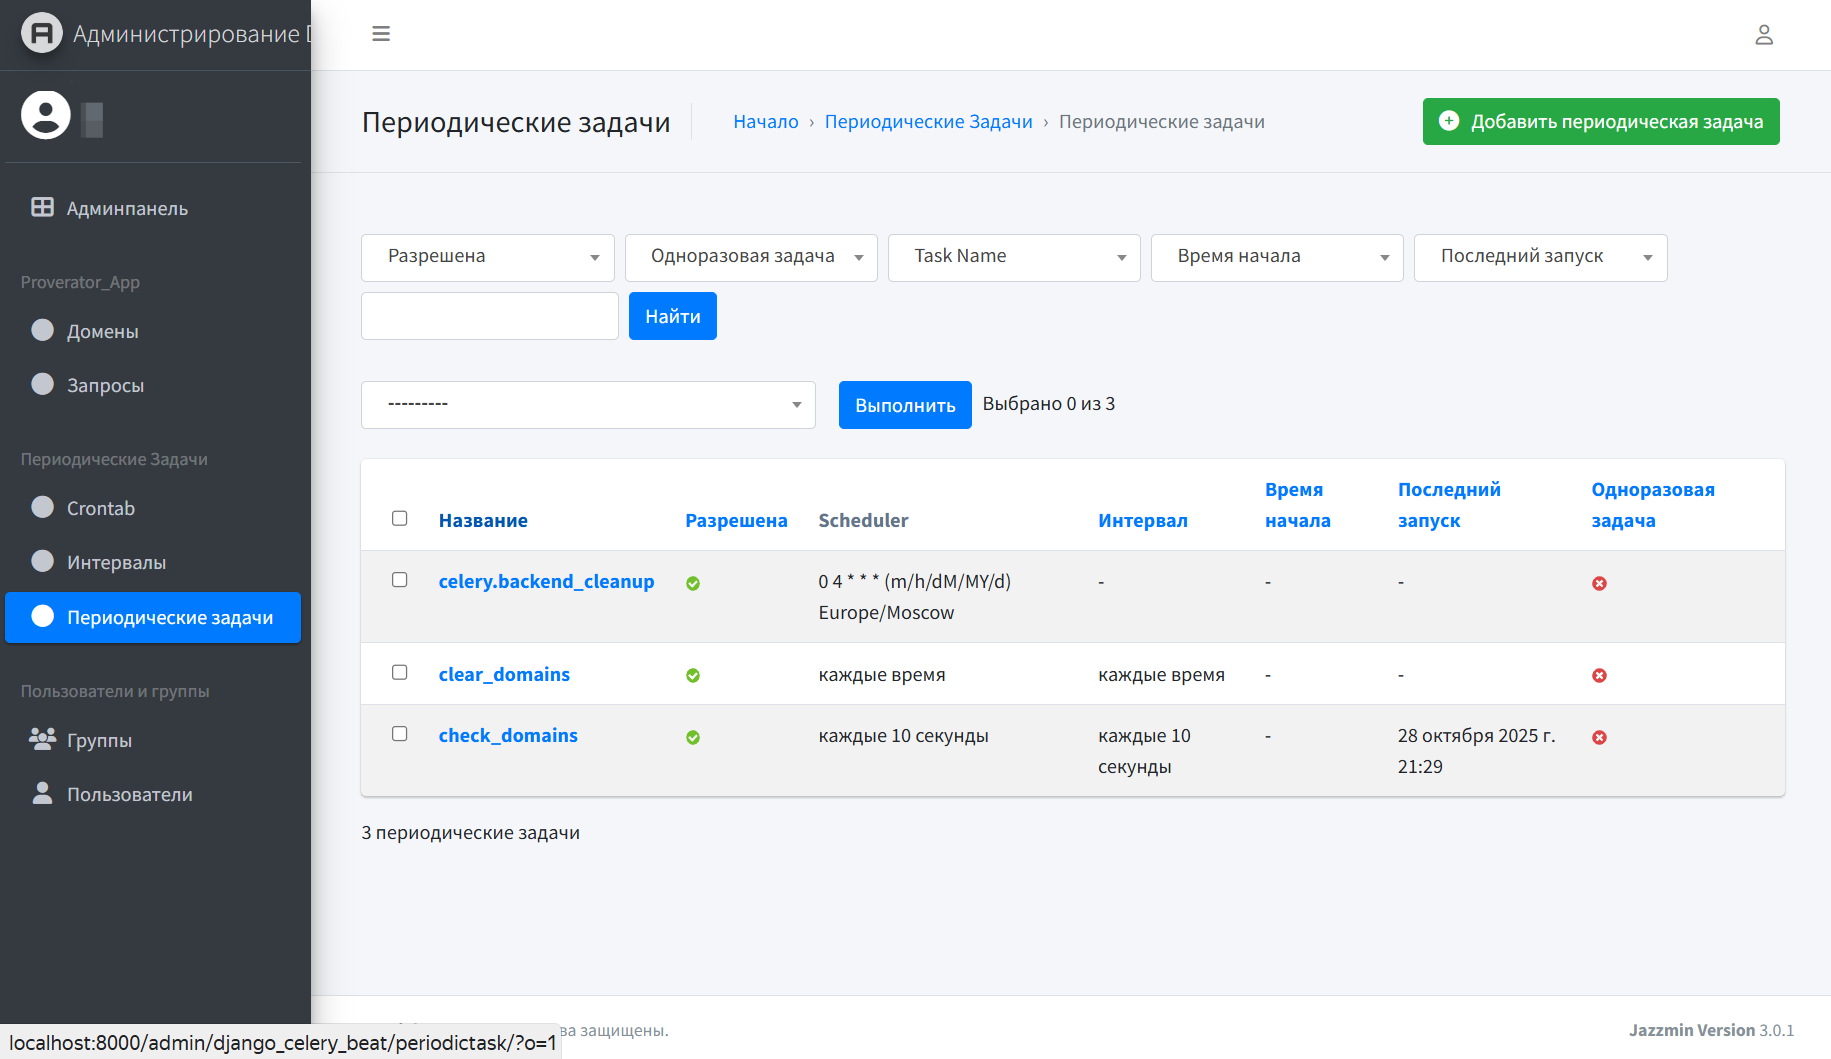 Администрирование
Админпанель
Proverator_App
Домены
Запросы
Периодические Задачи
Crontab
Интервалы
Периодические задачи
Пользователи и группы
Группы
Пользователи
Периодические задачи
Начало › Периодические Задачи › Периодические задачи
Добавить периодическая задача
Разрешена Одноразовая задача Task Name Время начала Последний запуск
Найти
--------- Выполнить Выбрано 0 из 3
Название Разрешена Scheduler Интервал Время начала Последний запуск Одноразовая задача
celery.backend_cleanup 0 4 * * * (m/h/dM/MY/d) - - -
Europe/Moscow
clear_domains каждые время каждые время - -
check_domains каждые 10 секунды каждые 10 секунды - 28 октября 2025 г. 21:29
3 периодические задачи
защищены.
Jazzmin Version 3.0.1
localhost:8000/admin/django_celery_beat/periodictask/?o=1